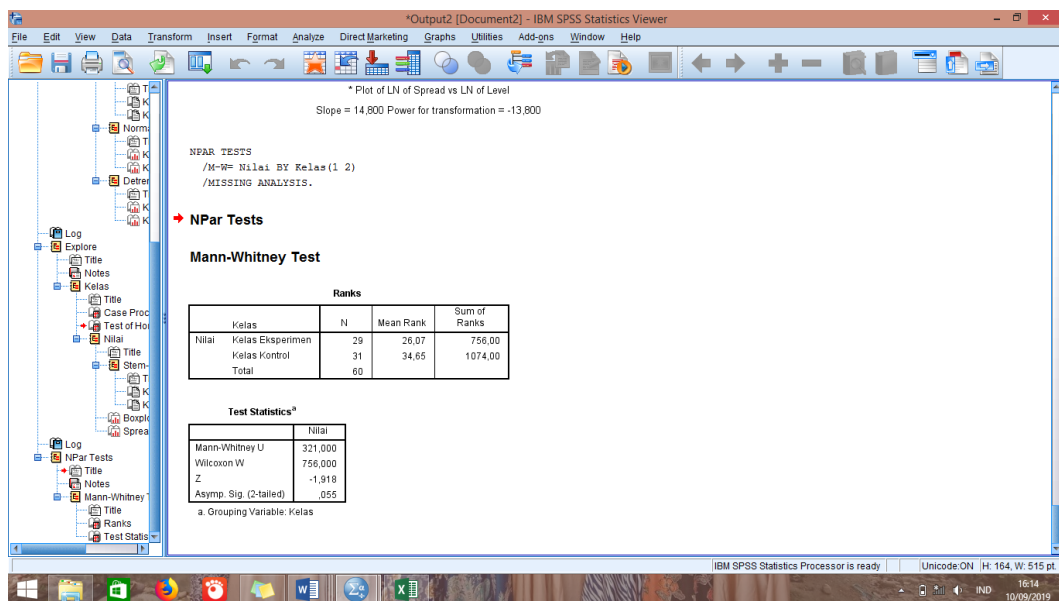 *Output2 [Document2] - IBM SPSS Statistics Viewer
File Edit View Data Transform Insert Format Analyze Direct Marketing Graphs Utilities Add-ons Window Help
* Plot of LN of Spread vs LN of Level
Slope = 14,800 Power for transformation = -13,800
NPAR TESTS
/M-W= Nilai BY Kelas(1 2)
/MISSING ANALYSIS.
NPar Tests
Mann-Whitney Test
Ranks
Kelas N Mean Rank Sum of Ranks
Nilai Kelas Eksperimen 29 26,07 756,00
Kelas Kontrol 31 34,65 1074,00
Total 60
Test Statisticsa
Nilai
Mann-Whitney U 321,000
Wilcoxon W 756,000
Z -1,918
Asymp. Sig. (2-tailed) ,055
a. Grouping Variable: Kelas
T
K
K
Norma
T
K
K
Detrer
T
K
K
Log
Explore
Title
Notes
Kelas
Title
Case Proc
Test of Hor
Nilai
Title
Stem-
T
K
K
Boxplo
Sprea
Log
NPar Tests
Title
Notes
Mann-Whitney T
Title
Ranks
Test Statis
IBM SPSS Statistics Processor is ready Unicode:ON H: 164, W: 515 pt.
IND
16:14
10/09/2019